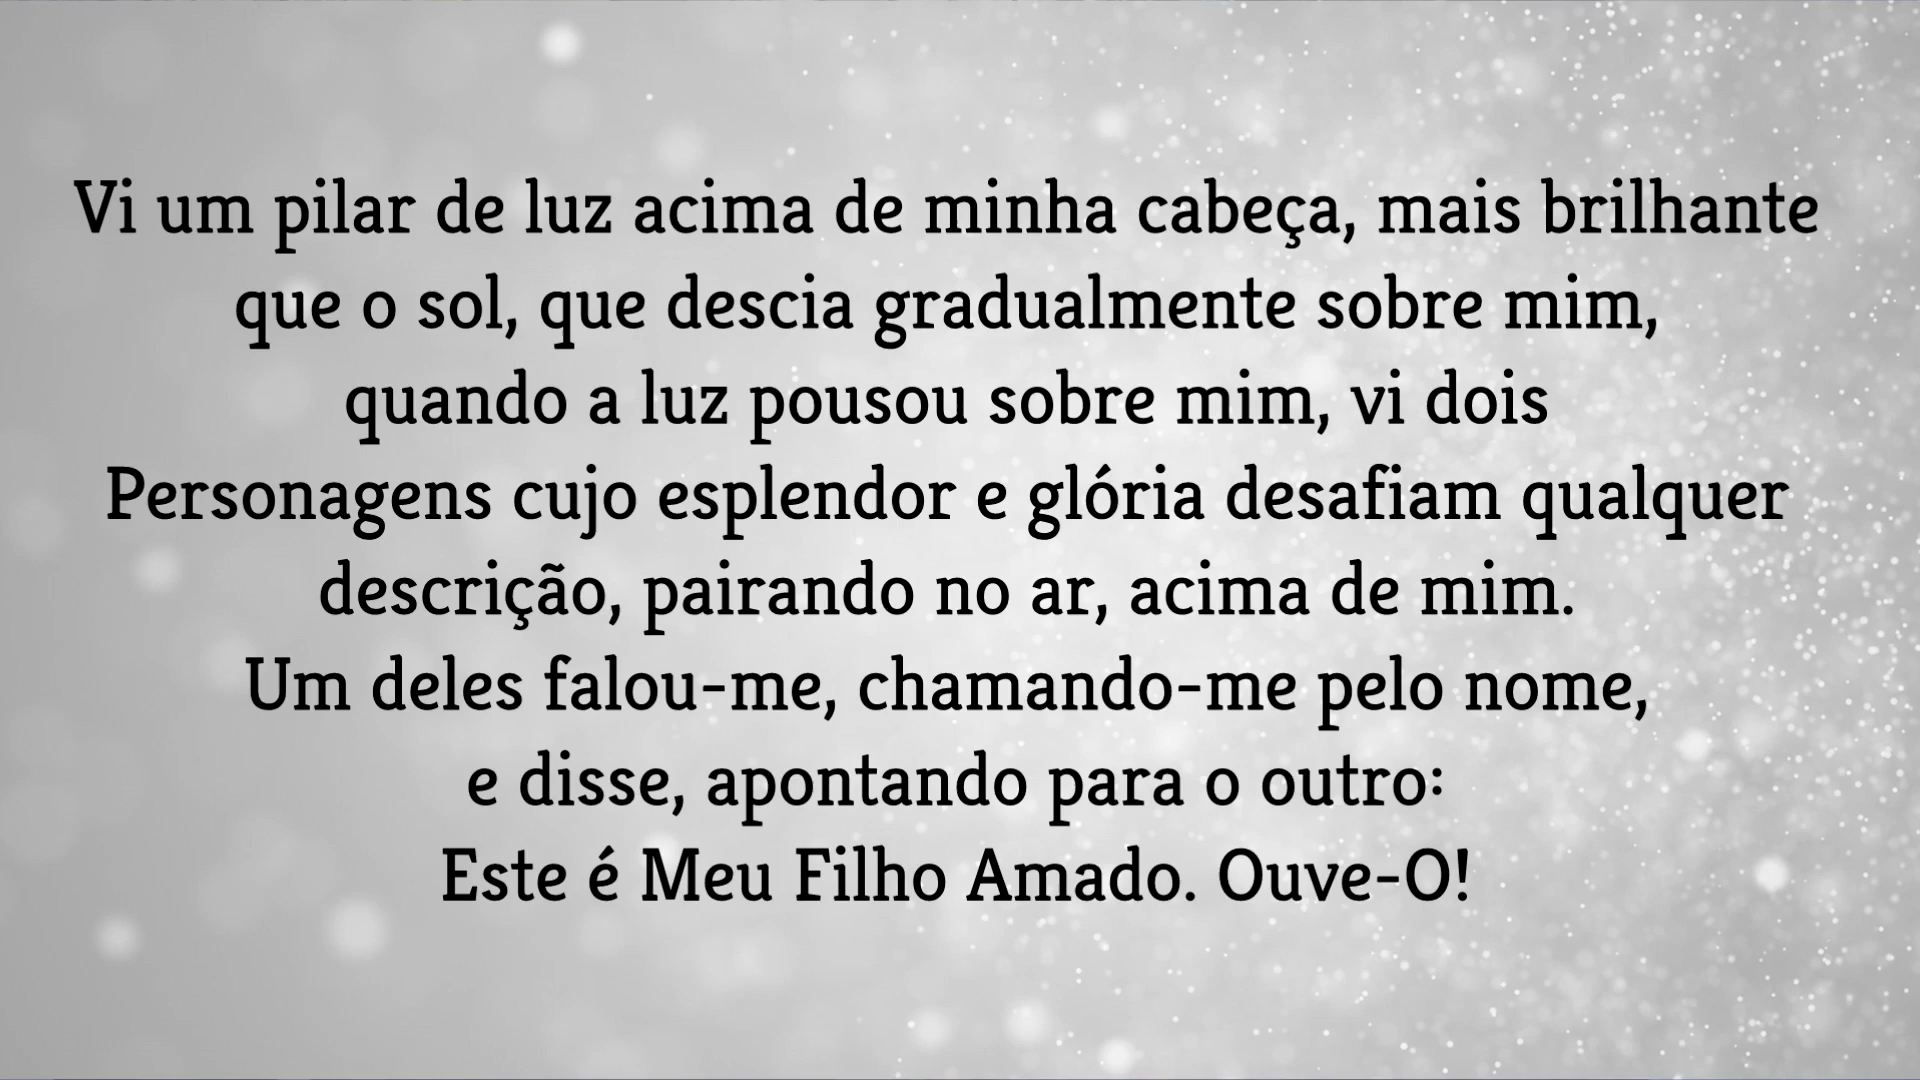 Vi um pilar de luz acima de minha cabeça, mais brilhante
que o sol, que descia gradualmente sobre mim,
quando a luz pousou sobre mim, vi dois
Personagens cujo esplendor e glória desafiam qualquer
descrição, pairando no ar, acima de mim.
Um deles falou-me, chamando-me pelo nome,
e disse, apontando para o outro:
Este é Meu Filho Amado. Ouve-O!